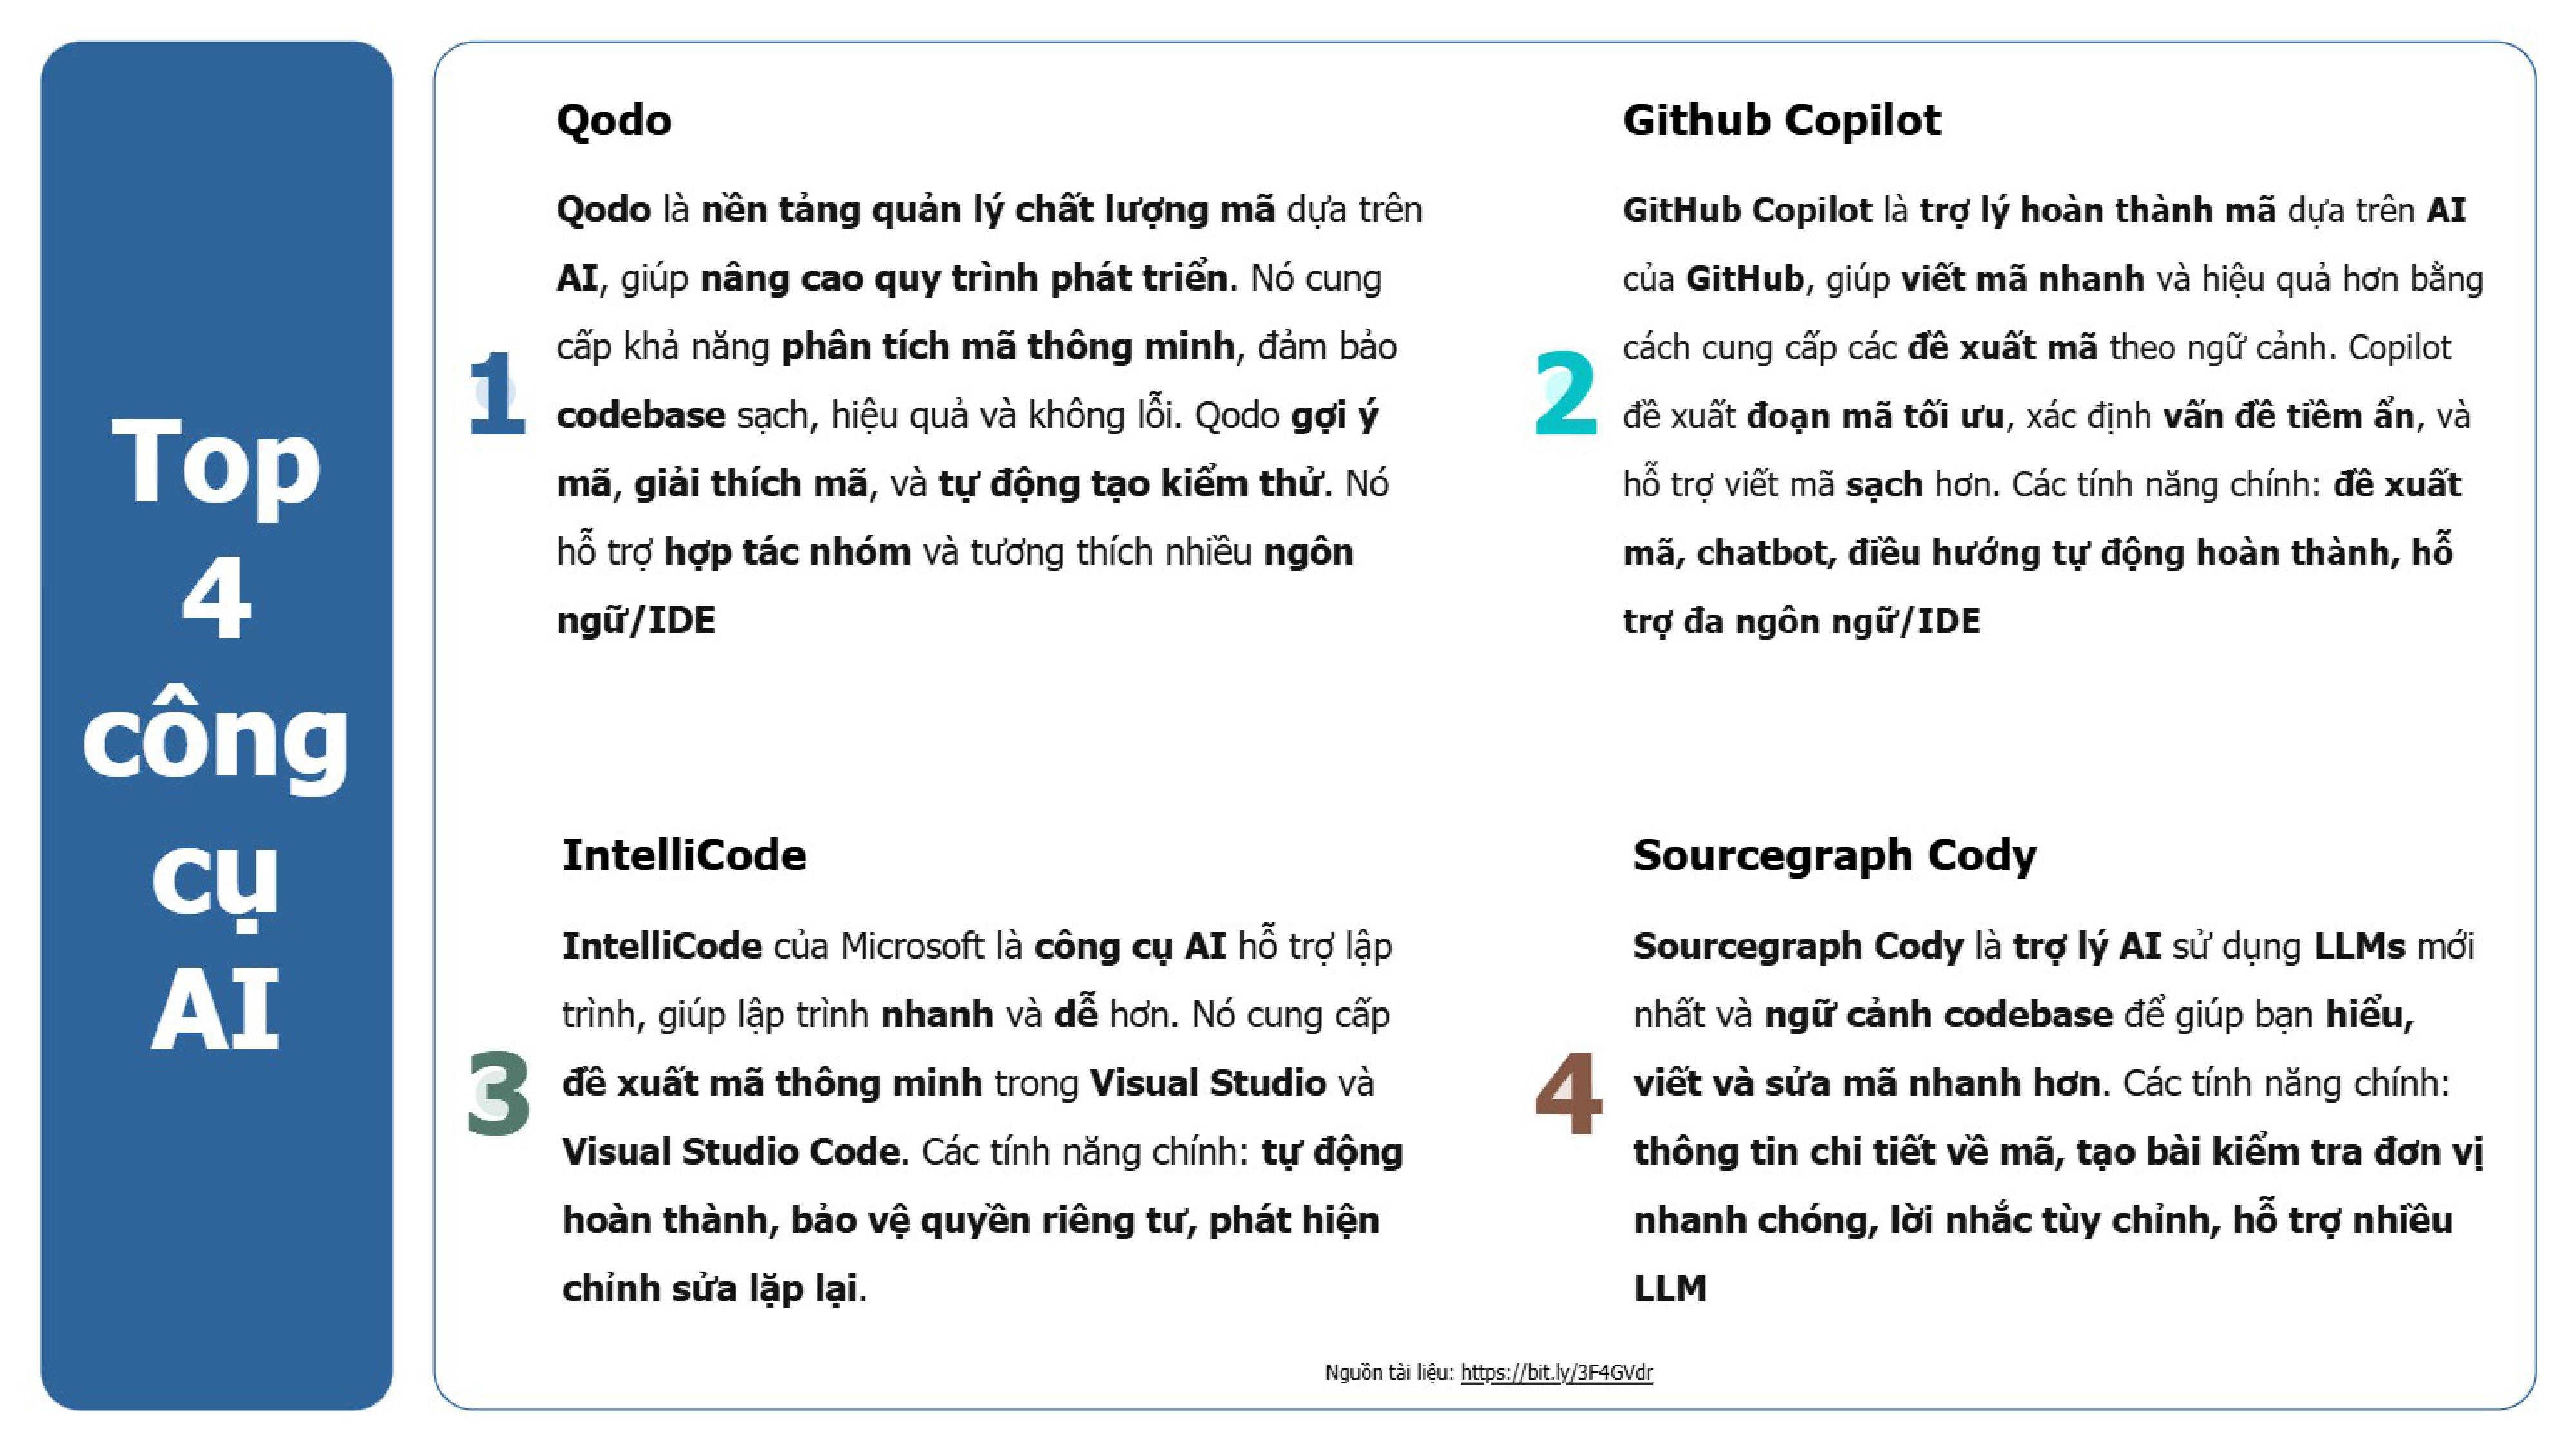 Top
4
công
cụ
AI
1
Qodo
Qodo là nền tảng quản lý chất lượng mã dựa trên
AI, giúp nâng cao quy trình phát triển. Nó cung
cấp khả năng phân tích mã thông minh, đảm bảo
codebase sạch, hiệu quả và không lỗi. Qodo gợi ý
mã, giải thích mã, và tự động tạo kiểm thử. Nó
hỗ trợ hợp tác nhóm và tương thích nhiều ngôn
ngữ/IDE
2
Github Copilot
GitHub Copilot là trợ lý hoàn thành mã dựa trên AI
của GitHub, giúp viết mã nhanh và hiệu quả hơn bằng
cách cung cấp các đề xuất mã theo ngữ cảnh. Copilot
đề xuất đoạn mã tối ưu, xác định vấn đề tiềm ẩn, và
hỗ trợ viết mã sạch hơn. Các tính năng chính: đề xuất
mã, chatbot, điều hướng tự động hoàn thành, hỗ
trợ đa ngôn ngữ/IDE
3
IntelliCode
IntelliCode của Microsoft là công cụ AI hỗ trợ lập
trình, giúp lập trình nhanh và dễ hơn. Nó cung cấp
đề xuất mã thông minh trong Visual Studio và
Visual Studio Code. Các tính năng chính: tự động
hoàn thành, bảo vệ quyền riêng tư, phát hiện
chỉnh sửa lặp lại.
4
Sourcegraph Cody
Sourcegraph Cody là trợ lý AI sử dụng LLMs mới
nhất và ngữ cảnh codebase để giúp bạn hiểu,
viết và sửa mã nhanh hơn. Các tính năng chính:
thông tin chi tiết về mã, tạo bài kiểm tra đơn vị
nhanh chóng, lời nhắc tùy chỉnh, hỗ trợ nhiều
LLM
Nguồn tài liệu: https://bit.ly/3F4GVdr